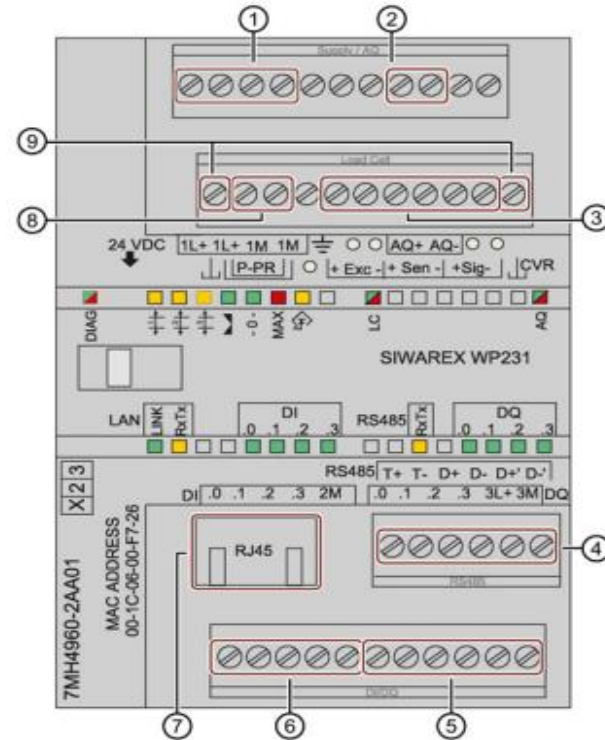 1 2
Supply / AQ
9
Load Cell
8 3
24 VDC 1L+ 1L+ 1M 1M AQ+ AQ-
P-PR + Exc - + Sen - +Sig- CVR
DIAG - 0 - MAX LC AQ
SIWAREX WP231
LAN LINK RxTx DI RS485 RxTx DQ
.0 .1 .2 .3 .0 .1 .2 .3
RS485 T+ T- D+ D- D+' D-'
DI .0 .1 .2 .3 2M .0 .1 .2 .3 3L+ 3M DQ
X 2 3
7MH4960-2AA01
MAC ADDRESS
00-1C-06-00-F7-26
RJ45
4
RS485
DI/DQ
7 6 5